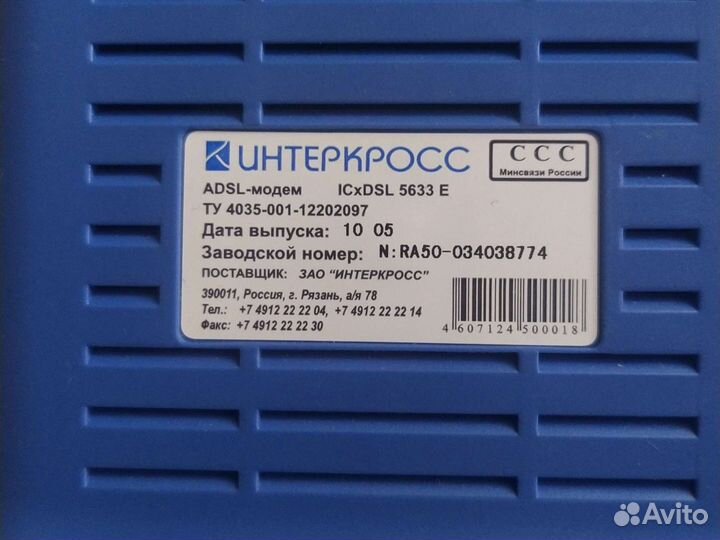 ИНТЕРКРОСС
ССС
Минсвязи России
ADSL-модем ICxDSL 5633 E
ТУ 4035-001-12202097
Дата выпуска: 10 05
Заводской номер: N:RA50-034038774
ПОСТАВЩИК: ЗАО "ИНТЕРКРОСС"
390011, Россия, г. Рязань, а/я 78
Тел.: +7 4912 22 22 04, +7 4912 22 22 14
Факс: +7 4912 22 22 30
4 607124 500018
Avito